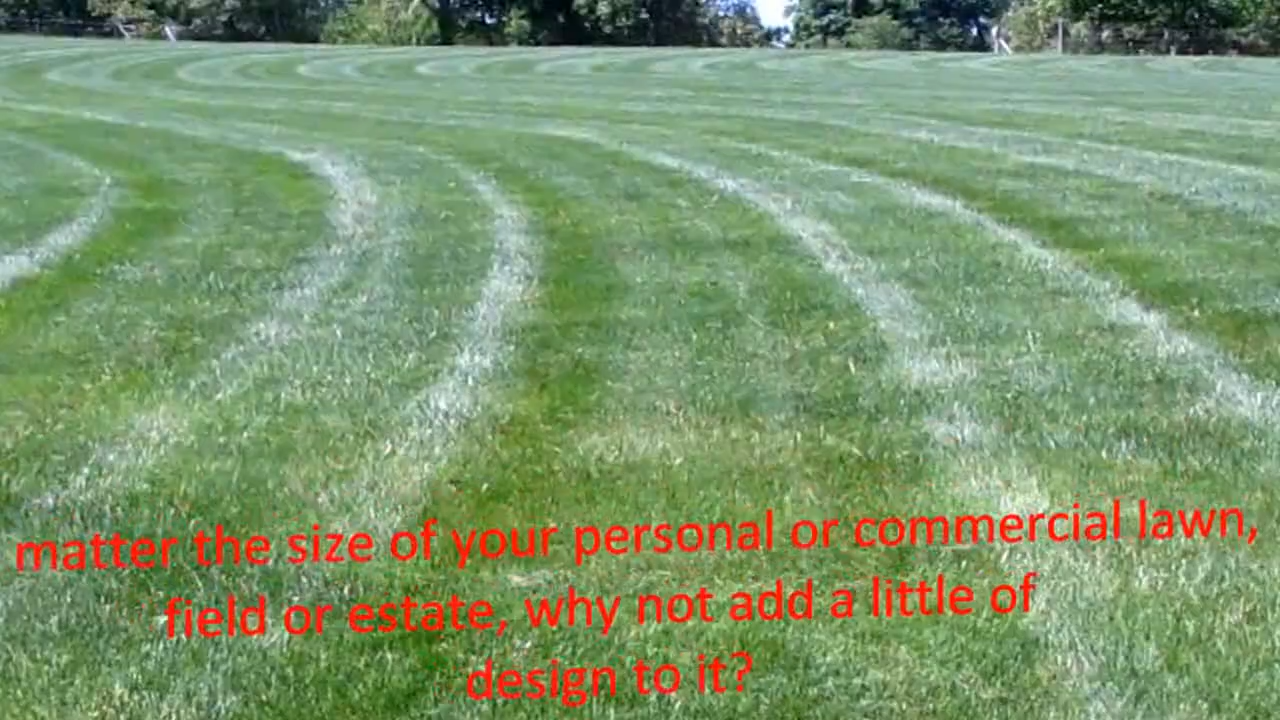 matter the size of your personal or commercial lawn,
field or estate, why not add a little of
design to it?